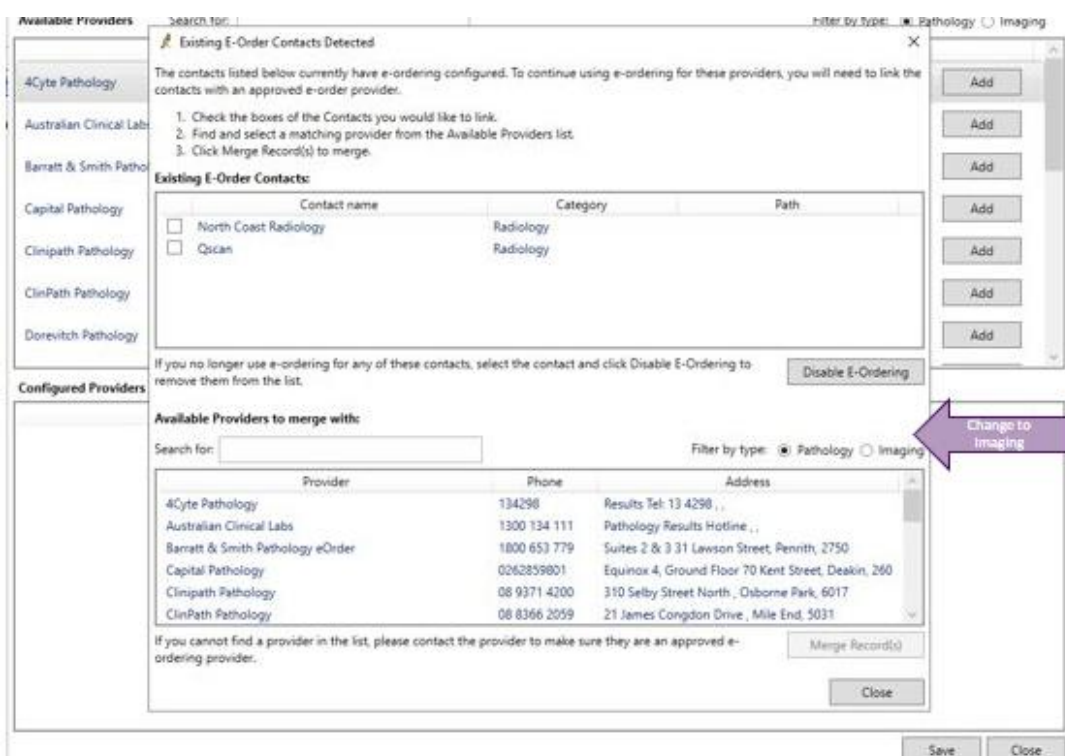 Available Providers Search for: Filter by type: Pathology Imaging
Existing E-Order Contacts Detected
The contacts listed below currently have e-ordering configured. To continue using e-ordering for these providers, you will need to link the
contacts with an approved e-order provider.
1. Check the boxes of the Contacts you would like to link.
2. Find and select a matching provider from the Available Providers list.
3. Click Merge Record(s) to merge.
4Cyte Pathology Add
Australian Clinical Lab Add
Barratt & Smith Patho Add
Capital Pathology Add
Clinipath Pathology Add
ClinPath Pathology Add
Dorevitch Pathology Add
Existing E-Order Contacts:
Contact name Category Path
North Coast Radiology Radiology
Qscan Radiology
If you no longer use e-ordering for any of these contacts, select the contact and click Disable E-Ordering to
remove them from the list.
Disable E-Ordering
Configured Providers
Available Providers to merge with:
Change to
Imaging
Search for: Filter by type: Pathology Imaging
Provider Phone Address
4Cyte Pathology 134298 Results Tel: 13 4298 , ,
Australian Clinical Labs 1300 134 111 Pathology Results Hotline , ,
Barratt & Smith Pathology eOrder 1800 653 779 Suites 2 & 3 31 Lawson Street, Penrith, 2750
Capital Pathology 0262859801 Equinox 4, Ground Floor 70 Kent Street, Deakin, 260
Clinipath Pathology 08 9371 4200 310 Selby Street North , Osborne Park, 6017
ClinPath Pathology 08 8366 2059 21 James Congdon Drive , Mile End, 5031
If you cannot find a provider in the list, please contact the provider to make sure they are an approved e-
ordering provider.
Merge Record(s)
Close
Save Close